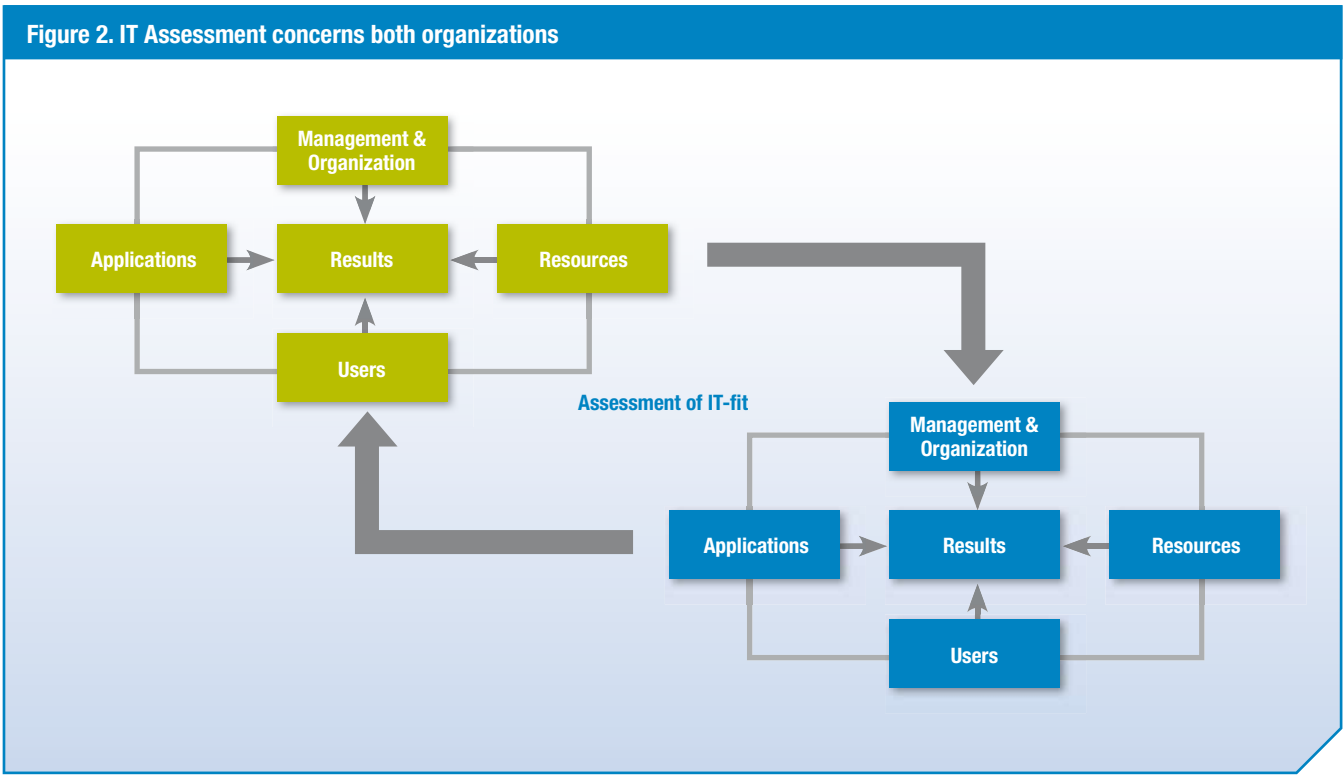 Figure 2. IT Assessment concerns both organizations
Management &
Organization
Applications
Results
Resources
Users
Assessment of IT-fit
Management &
Organization
Applications
Results
Resources
Users